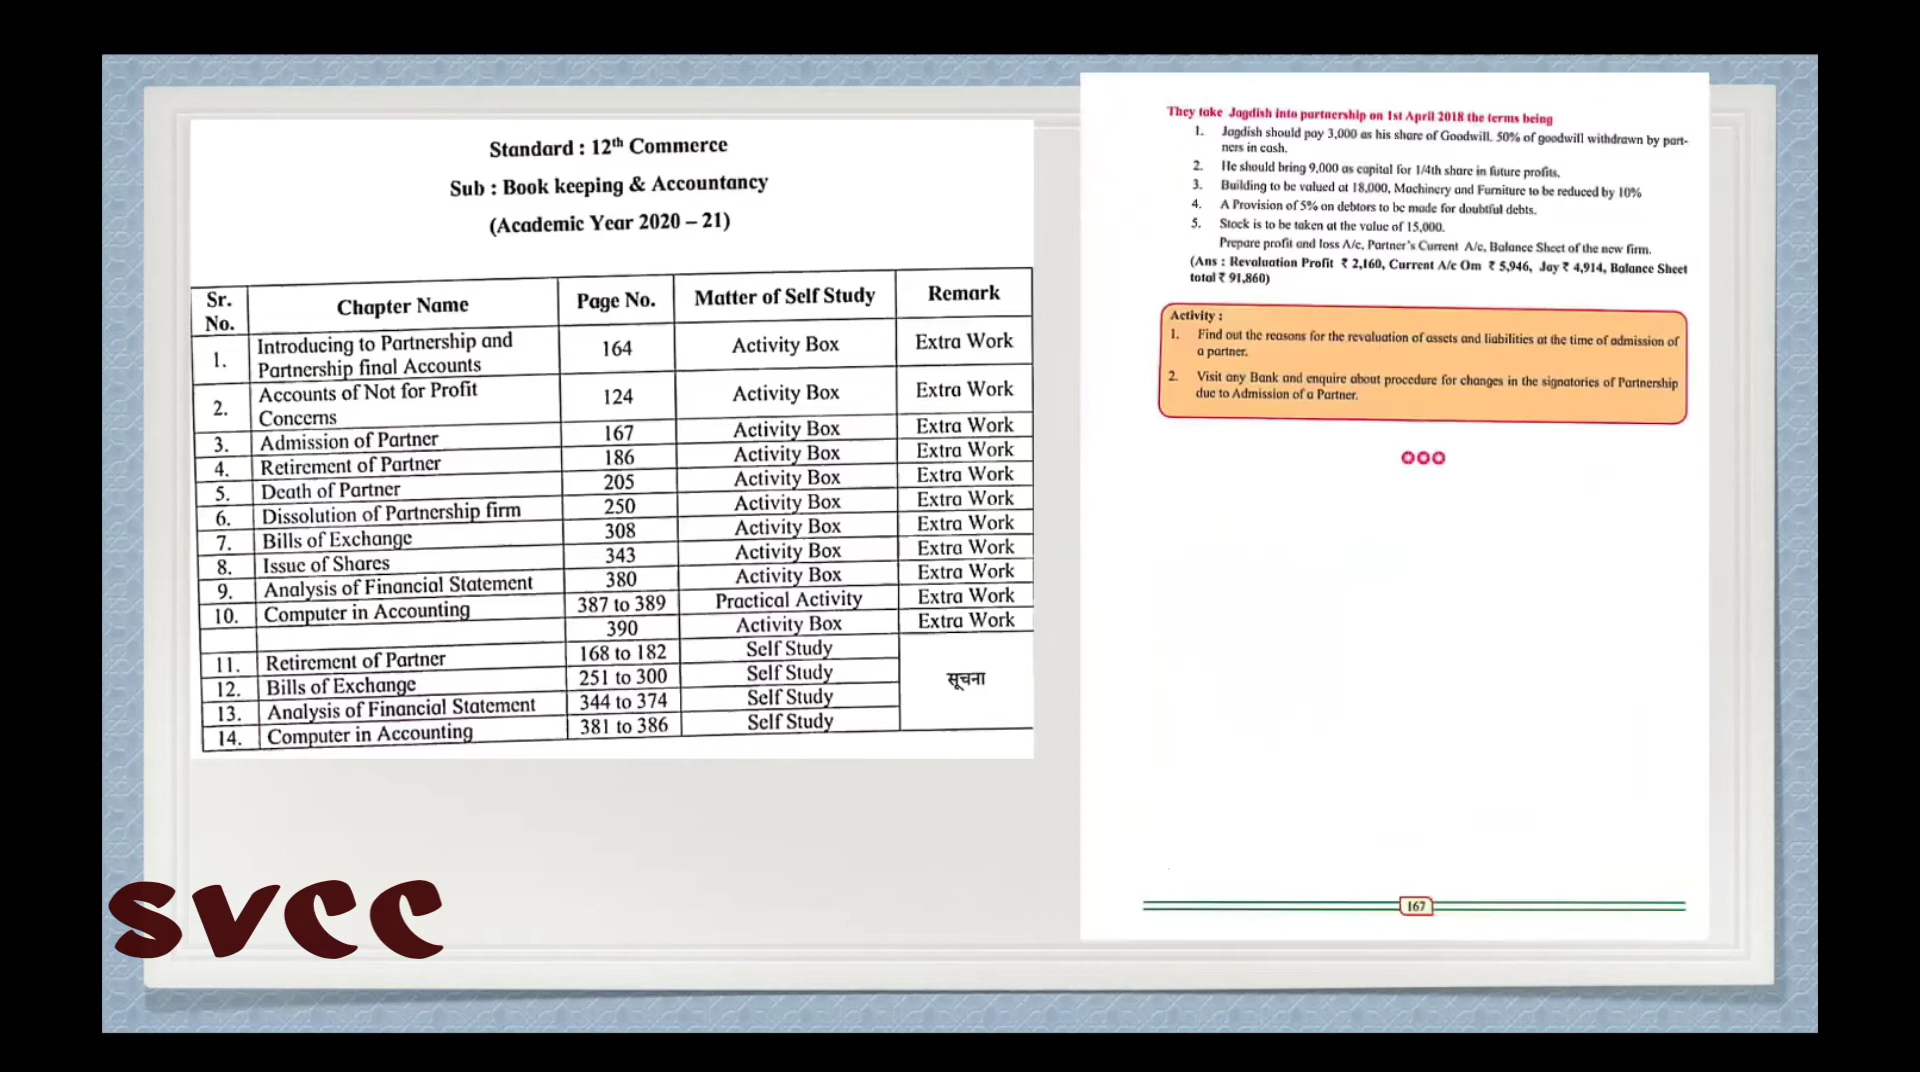 Standard : 12th Commerce
Sub : Book keeping & Accountancy
(Academic Year 2020 – 21)
Sr. No. Chapter Name Page No. Matter of Self Study Remark
1. Introducing to Partnership and Partnership final Accounts 164 Activity Box Extra Work
2. Accounts of Not for Profit Concerns 124 Activity Box Extra Work
3. Admission of Partner 167 Activity Box Extra Work
4. Retirement of Partner 186 Activity Box Extra Work
5. Death of Partner 205 Activity Box Extra Work
6. Dissolution of Partnership firm 250 Activity Box Extra Work
7. Bills of Exchange 308 Activity Box Extra Work
8. Issue of Shares 343 Activity Box Extra Work
9. Analysis of Financial Statement 380 Activity Box Extra Work
10. Computer in Accounting 387 to 389 Practical Activity Extra Work
390 Activity Box Extra Work
11. Retirement of Partner 168 to 182 Self Study
12. Bills of Exchange 251 to 300 Self Study सूचना
13. Analysis of Financial Statement 344 to 374 Self Study
14. Computer in Accounting 381 to 386 Self Study
They take Jagdish into partnership on 1st April 2018 the terms being
1. Jagdish should pay 3,000 as his share of Goodwill. 50% of goodwill withdrawn by part-
ners in cash.
2. He should bring 9,000 as capital for 1/4th share in future profits.
3. Building to be valued at 18,000, Machinery and Furniture to be reduced by 10%
4. A Provision of 5% on debtors to be made for doubtful debts.
5. Stock is to be taken at the value of 15,000.
Prepare profit and loss A/c, Partner's Current A/c, Balance Sheet of the new firm.
(Ans : Revaluation Profit ₹ 2,160, Current A/c Om ₹ 5,946, Jay ₹ 4,914, Balance Sheet
total ₹ 91,860)
Activity :
1. Find out the reasons for the revaluation of assets and liabilities at the time of admission of
a partner.
2. Visit any Bank and enquire about procedure for changes in the signatories of Partnership
due to Admission of a Partner.
167
SVCC